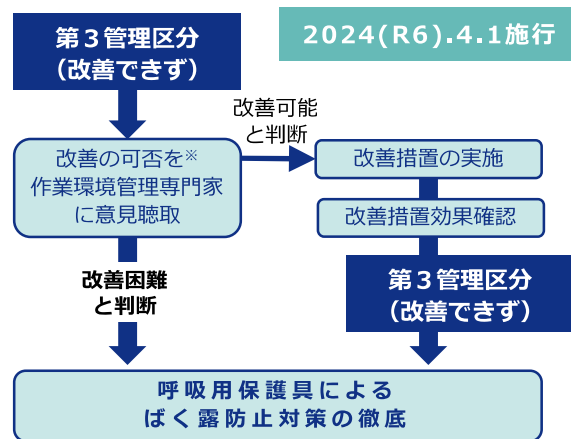 第３管理区分
（改善できず）
2024(R6).4.1施行
改善可能
と判断
改善の可否を※
作業環境管理専門家
に意見聴取
改善措置の実施
改善措置効果確認
改善困難
と判断
第３管理区分
（改善できず）
呼吸用保護具による
ばく露防止対策の徹底